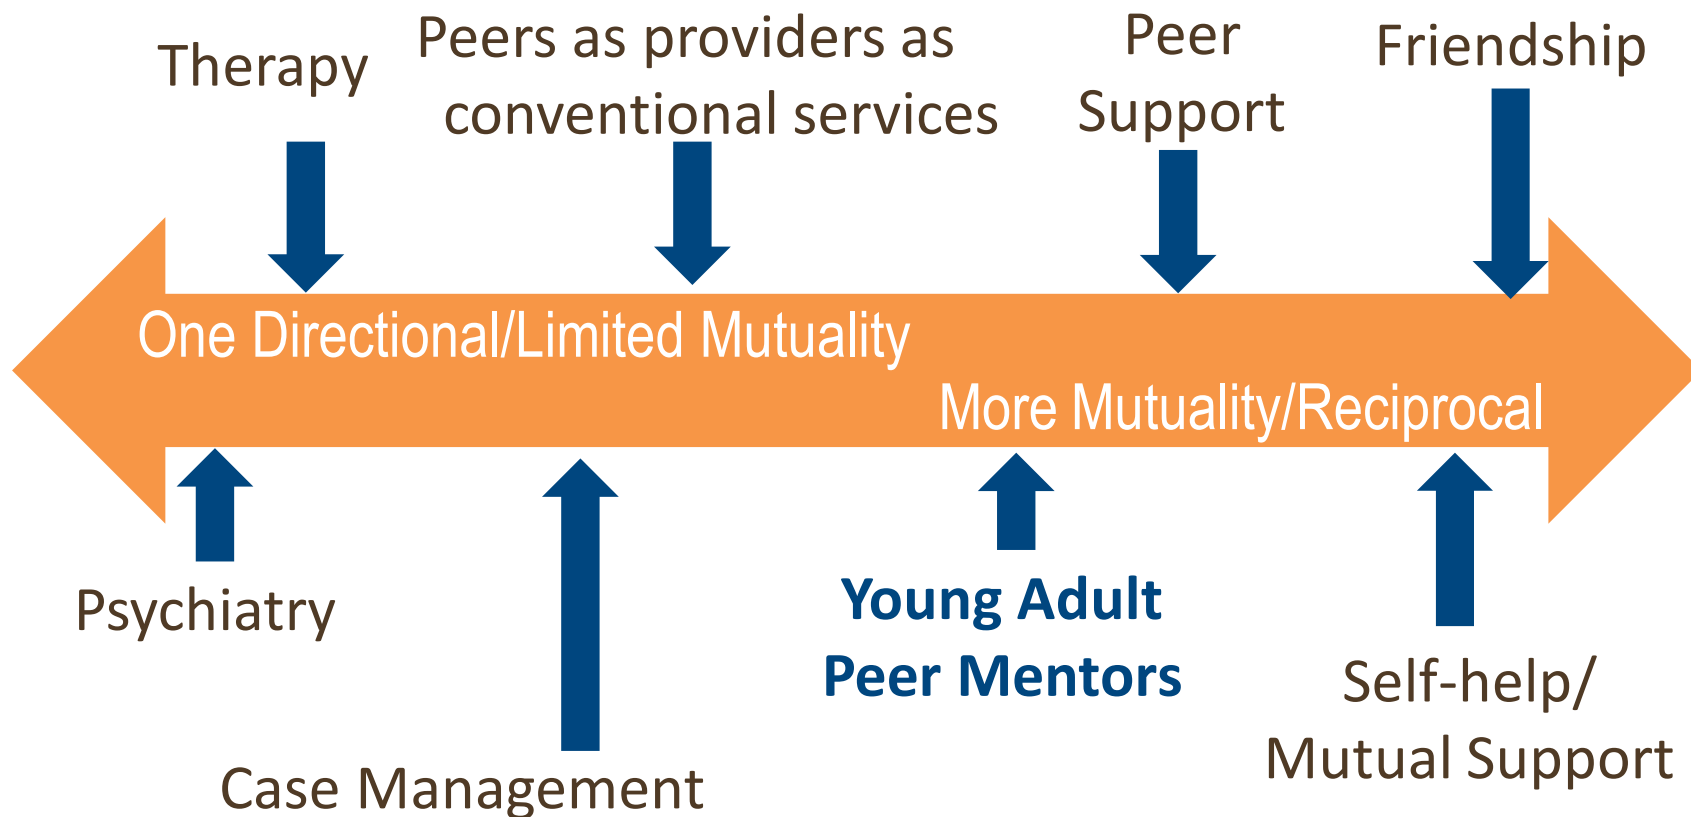 Therapy
Peers as providers as
conventional services
Peer
Support
Friendship
One Directional/Limited Mutuality
More Mutuality/Reciprocal
Psychiatry
Case Management
Young Adult
Peer Mentors
Self-help/
Mutual Support